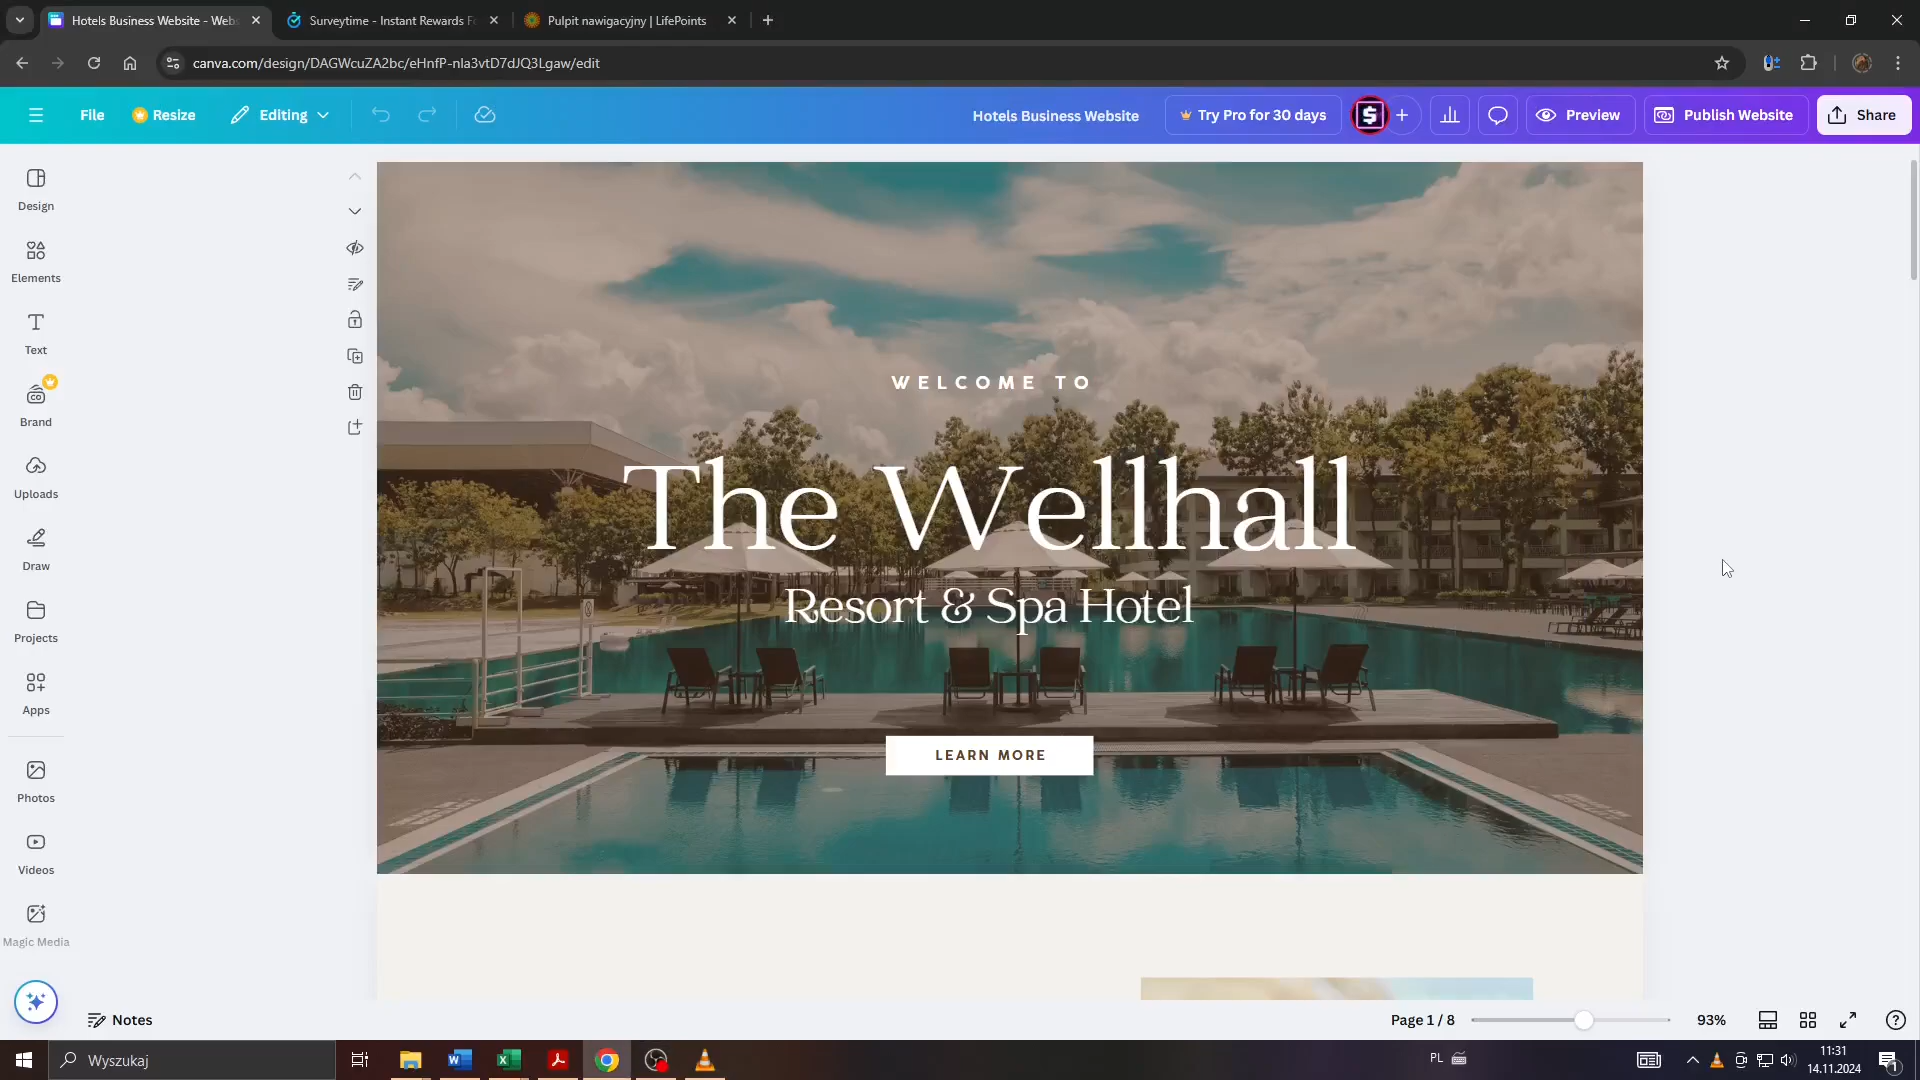 Hotels Business Website - Web
Surveytime - Instant Rewards F
Pulpit nawigacyjny | LifePoints
canva.com/design/DAGWcuZA2bc/eHnfP-nla3vtD7dJQ3Lgaw/edit
File
Resize
Editing
Hotels Business Website
Try Pro for 30 days
Preview
Publish Website
Share
Design
Elements
Text
Brand
Uploads
Draw
Projects
Apps
Photos
Videos
Magic Media
WELCOME TO
The Wellhall
Resort & Spa Hotel
LEARN MORE
Notes
Page 1 / 8
93%
Wyszukaj
PL
11:31
14.11.2024